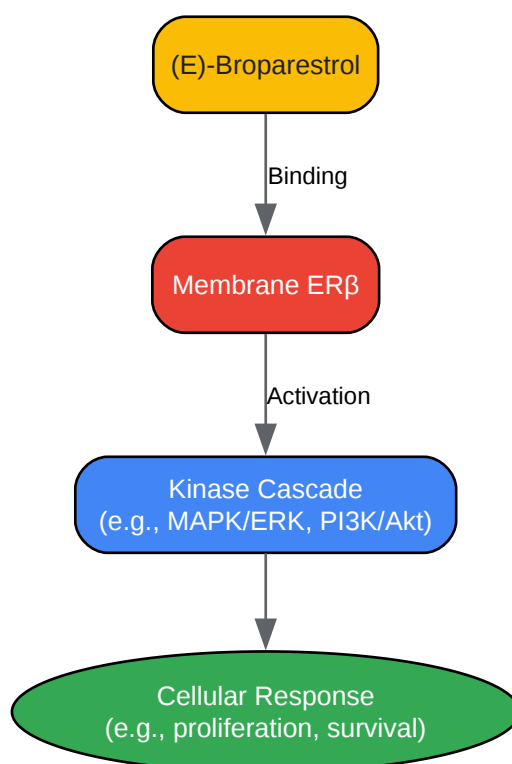 (E)-Broparestrol
Binding
Membrane ERβ
Activation
Kinase Cascade
(e.g., MAPK/ERK, PI3K/Akt)
Cellular Response
(e.g., proliferation, survival)